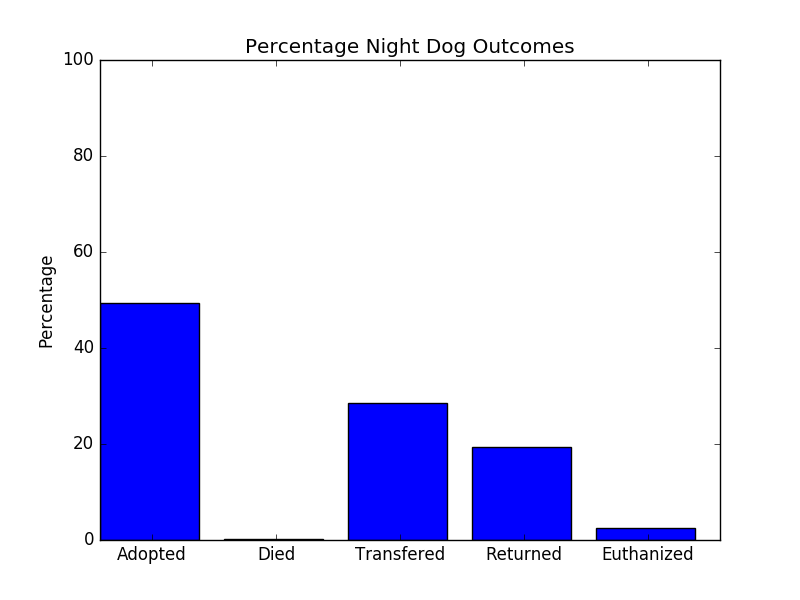 Percentage Night Dog Outcomes
100
80
60
40
20
0
Percentage
Adopted Died Transfered Returned Euthanized